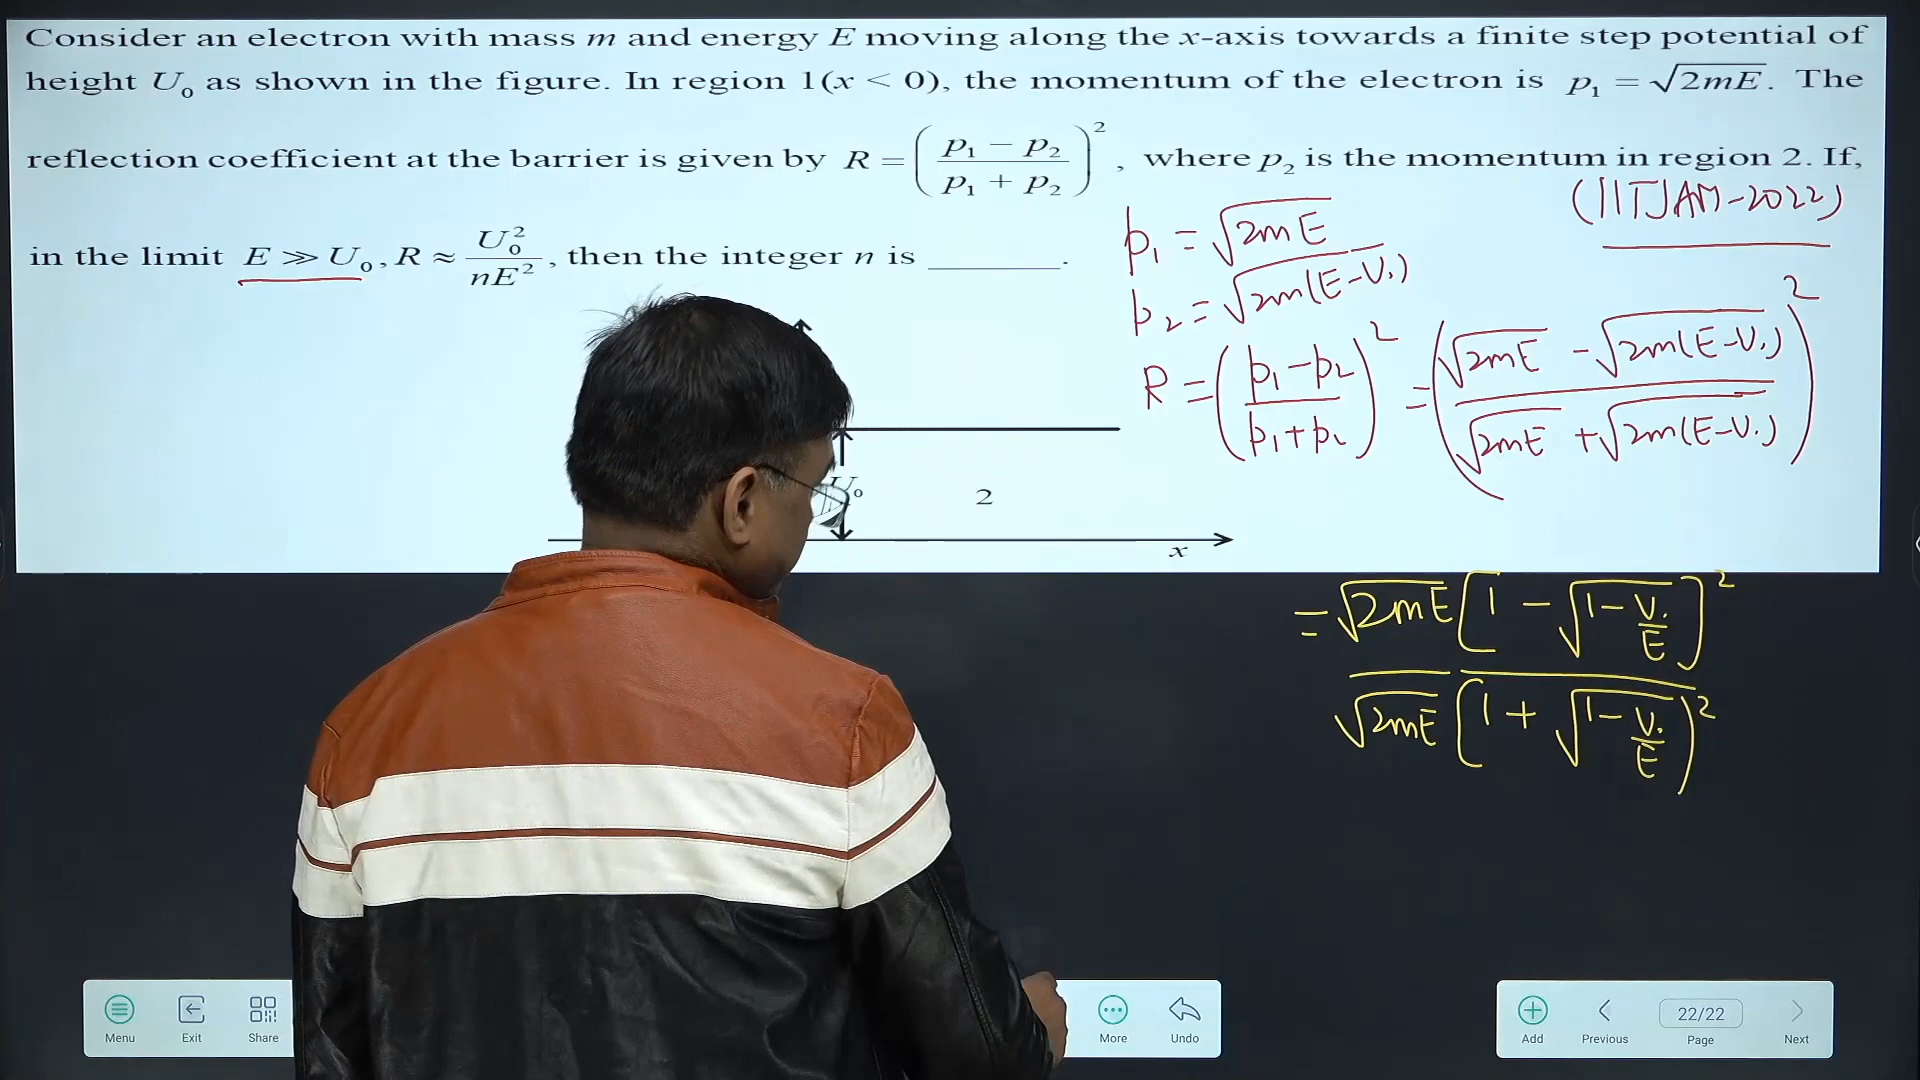 Consider an electron with mass m and energy E moving along the x-axis towards a finite step potential of
height U₀ as shown in the figure. In region 1(x < 0), the momentum of the electron is p₁ = √(2mE). The
reflection coefficient at the barrier is given by R = ((p₁ − p₂)/(p₁ + p₂))², where p₂ is the momentum in region 2. If,
in the limit E ≫ U₀, R ≈ U₀²/nE², then the integer n is ________.
(IITJAM-2022)
p₁ = √(2mE)
p₂ = √(2m(E-V₀))
R = ((p₁-p₂)/(p₁+p₂))² = ((√(2mE) - √(2m(E-V₀)))/(√(2mE) + √(2m(E-V₀))))²
U₀
2
x
= √(2mE) [1 - √(1-V₀/E)]²
√(2mE) (1 + √(1-V₀/E))²
Menu
Exit
Share
More
Undo
Add
Previous
22/22
Page
Next